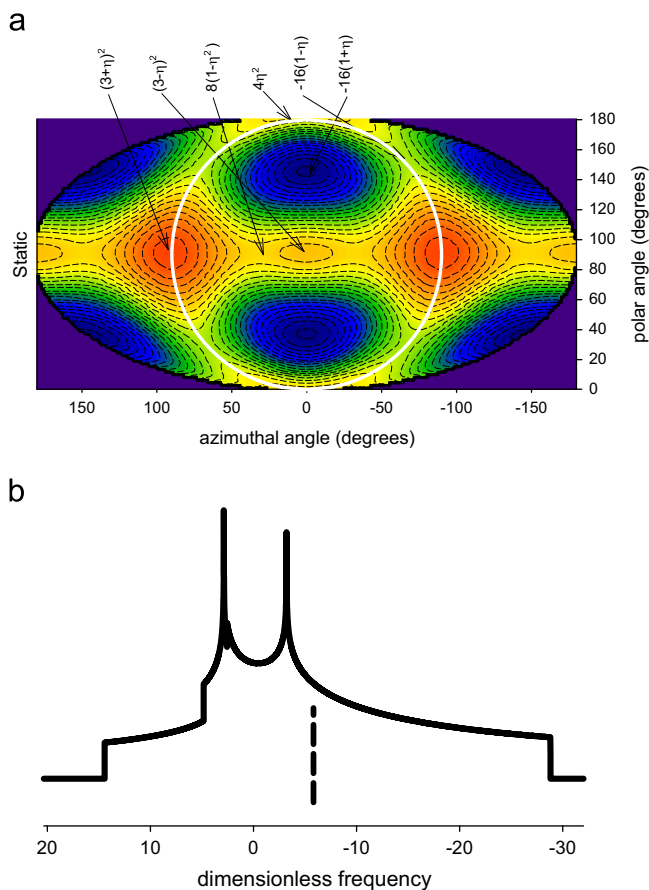 a
(3+η)²
(3-η)²
8(1-η²)
4η²
-16(1-η)
-16(1+η)
Static
180
160
140
120
100
80
60
40
20
0
polar angle (degrees)
150 100 50 0 -50 -100 -150
azimuthal angle (degrees)
b
20 10 0 -10 -20 -30
dimensionless frequency